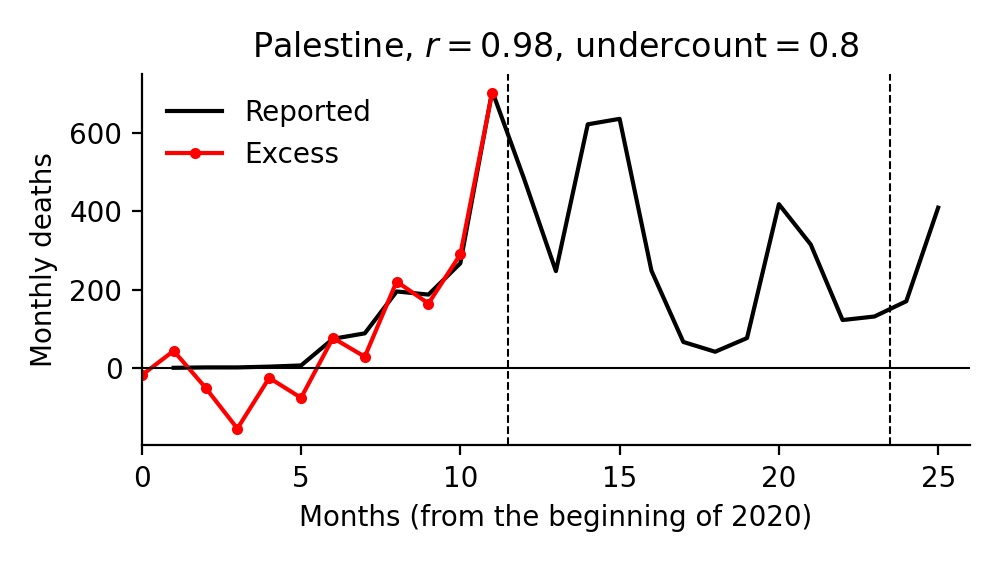 Palestine, r = 0.98, undercount = 0.8
Reported
Excess
Monthly deaths
600
400
200
0
0 5 10 15 20 25
Months (from the beginning of 2020)